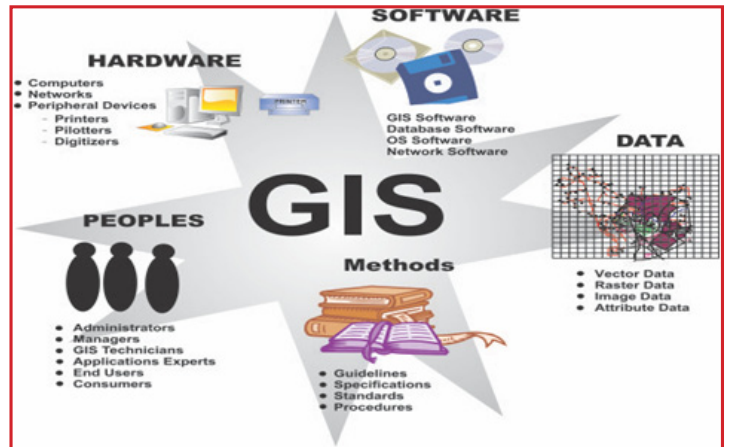 SOFTWARE
HARDWARE
• Computers
• Networks
• Peripheral Devices
- Printers
- Pilotters
- Digitizers
PRINTER
GIS Software
Database Software
OS Software
Network Software
DATA
GIS
PEOPLES
Methods
• Vector Data
• Raster Data
• Image Data
• Attribute Data
• Administrators
• Managers
• GIS Technicians
• Applications Experts
• End Users
• Consumers
• Guidelines
• Specifications
• Standards
• Procedures